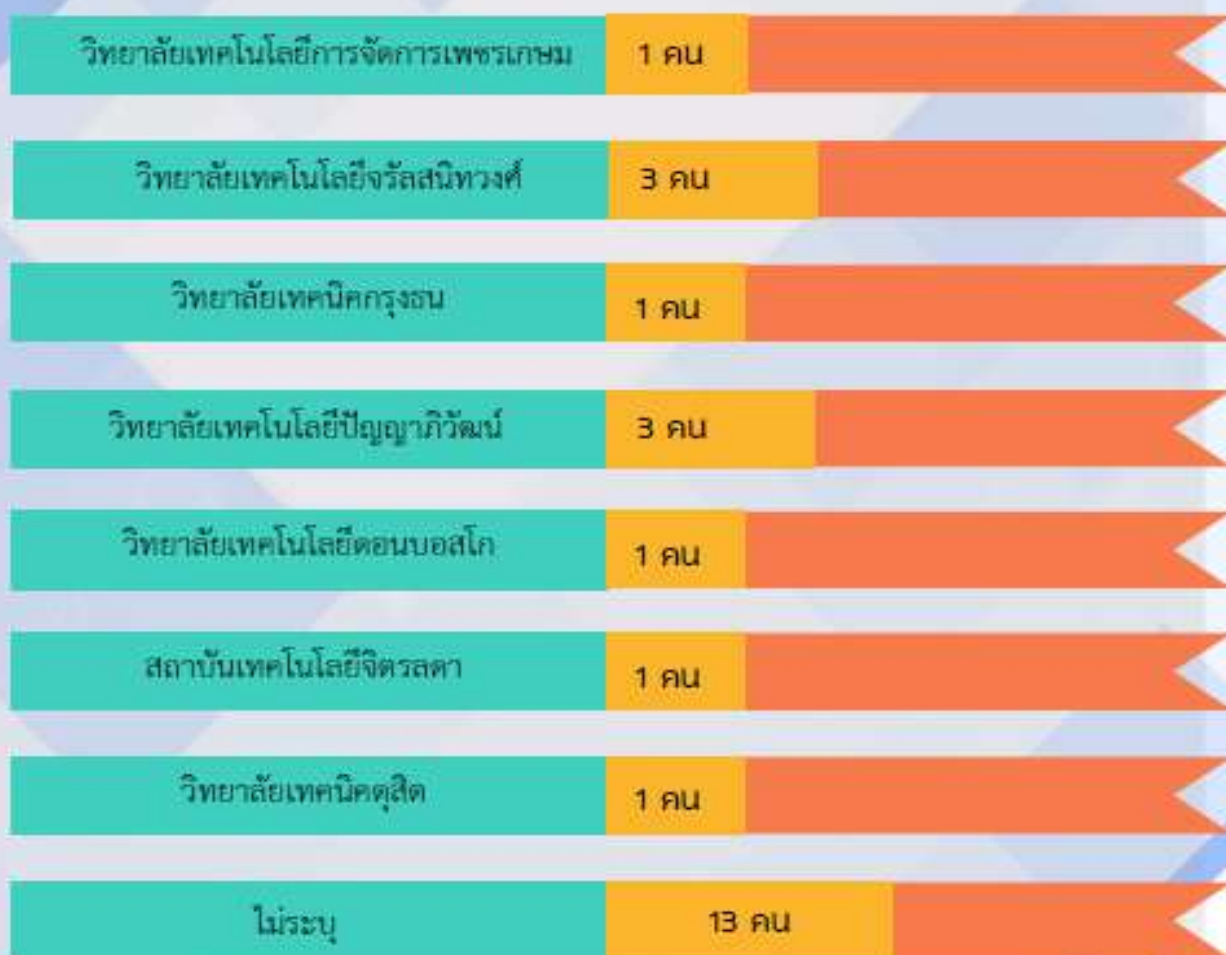 วิทยาลัยเทคโนโลยีการจัดการเพชรเกษม 1 คน
วิทยาลัยเทคโนโลยีจรัลสนิทวงศ์ 3 คน
วิทยาลัยเทคนิคกรุงธน 1 คน
วิทยาลัยเทคโนโลยีปัญญาภิวัฒน์ 3 คน
วิทยาลัยเทคโนโลยีดอนบอสโก 1 คน
สถาบันเทคโนโลยีจิตรลดา 1 คน
วิทยาลัยเทคนิคดุสิต 1 คน
ไม่ระบุ 13 คน